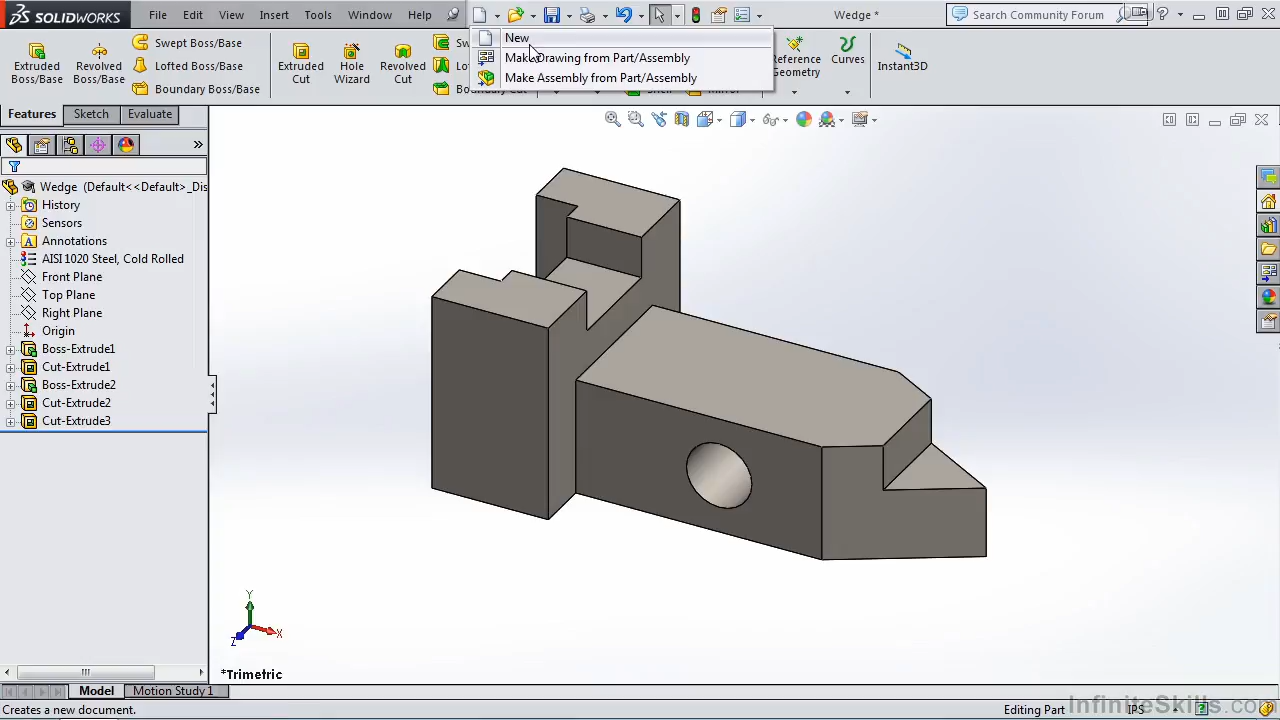 SOLIDWORKS File Edit View Insert Tools Window Help Wedge * Search Community Forum ?
New
Make Drawing from Part/Assembly
Make Assembly from Part/Assembly
Extruded Boss/Base
Revolved Boss/Base
Swept Boss/Base
Lofted Boss/Base
Boundary Boss/Base
Extruded Cut
Hole Wizard
Revolved Cut
Reference Geometry
Curves
Instant3D
Features Sketch Evaluate
Wedge (Default<<Default>_Dis
History
Sensors
Annotations
AISI 1020 Steel, Cold Rolled
Front Plane
Top Plane
Right Plane
Origin
Boss-Extrude1
Cut-Extrude1
Boss-Extrude2
Cut-Extrude2
Cut-Extrude3
Y
X
Z
*Trimetric
Model Motion Study 1
Creates a new document. Editing Part IPS ?
InfiniteSkills.com